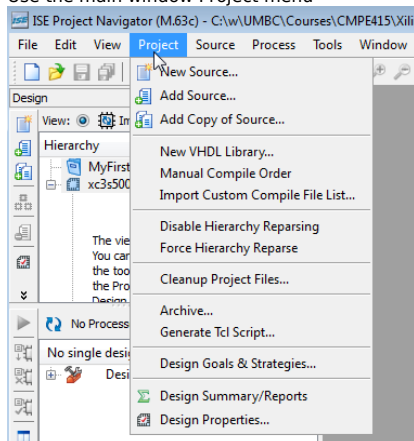 Use the main window Project menu
ISE Project Navigator (M.63c) - C:\w\UMBC\Courses\CMPE415\Xili
File Edit View Project Source Process Tools Window
New Source...
Design
Add Source...
View: Im
Add Copy of Source...
Hierarchy
New VHDL Library...
MyFirst
Manual Compile Order
xc3s500
Import Custom Compile File List...
Disable Hierarchy Reparsing
The vie
Force Hierarchy Reparse
You can
the too
Cleanup Project Files...
the Pro
Design
Archive...
No Process
Generate Tcl Script...
No single desig
Design Goals & Strategies...
Desi
Design Summary/Reports
Design Properties...